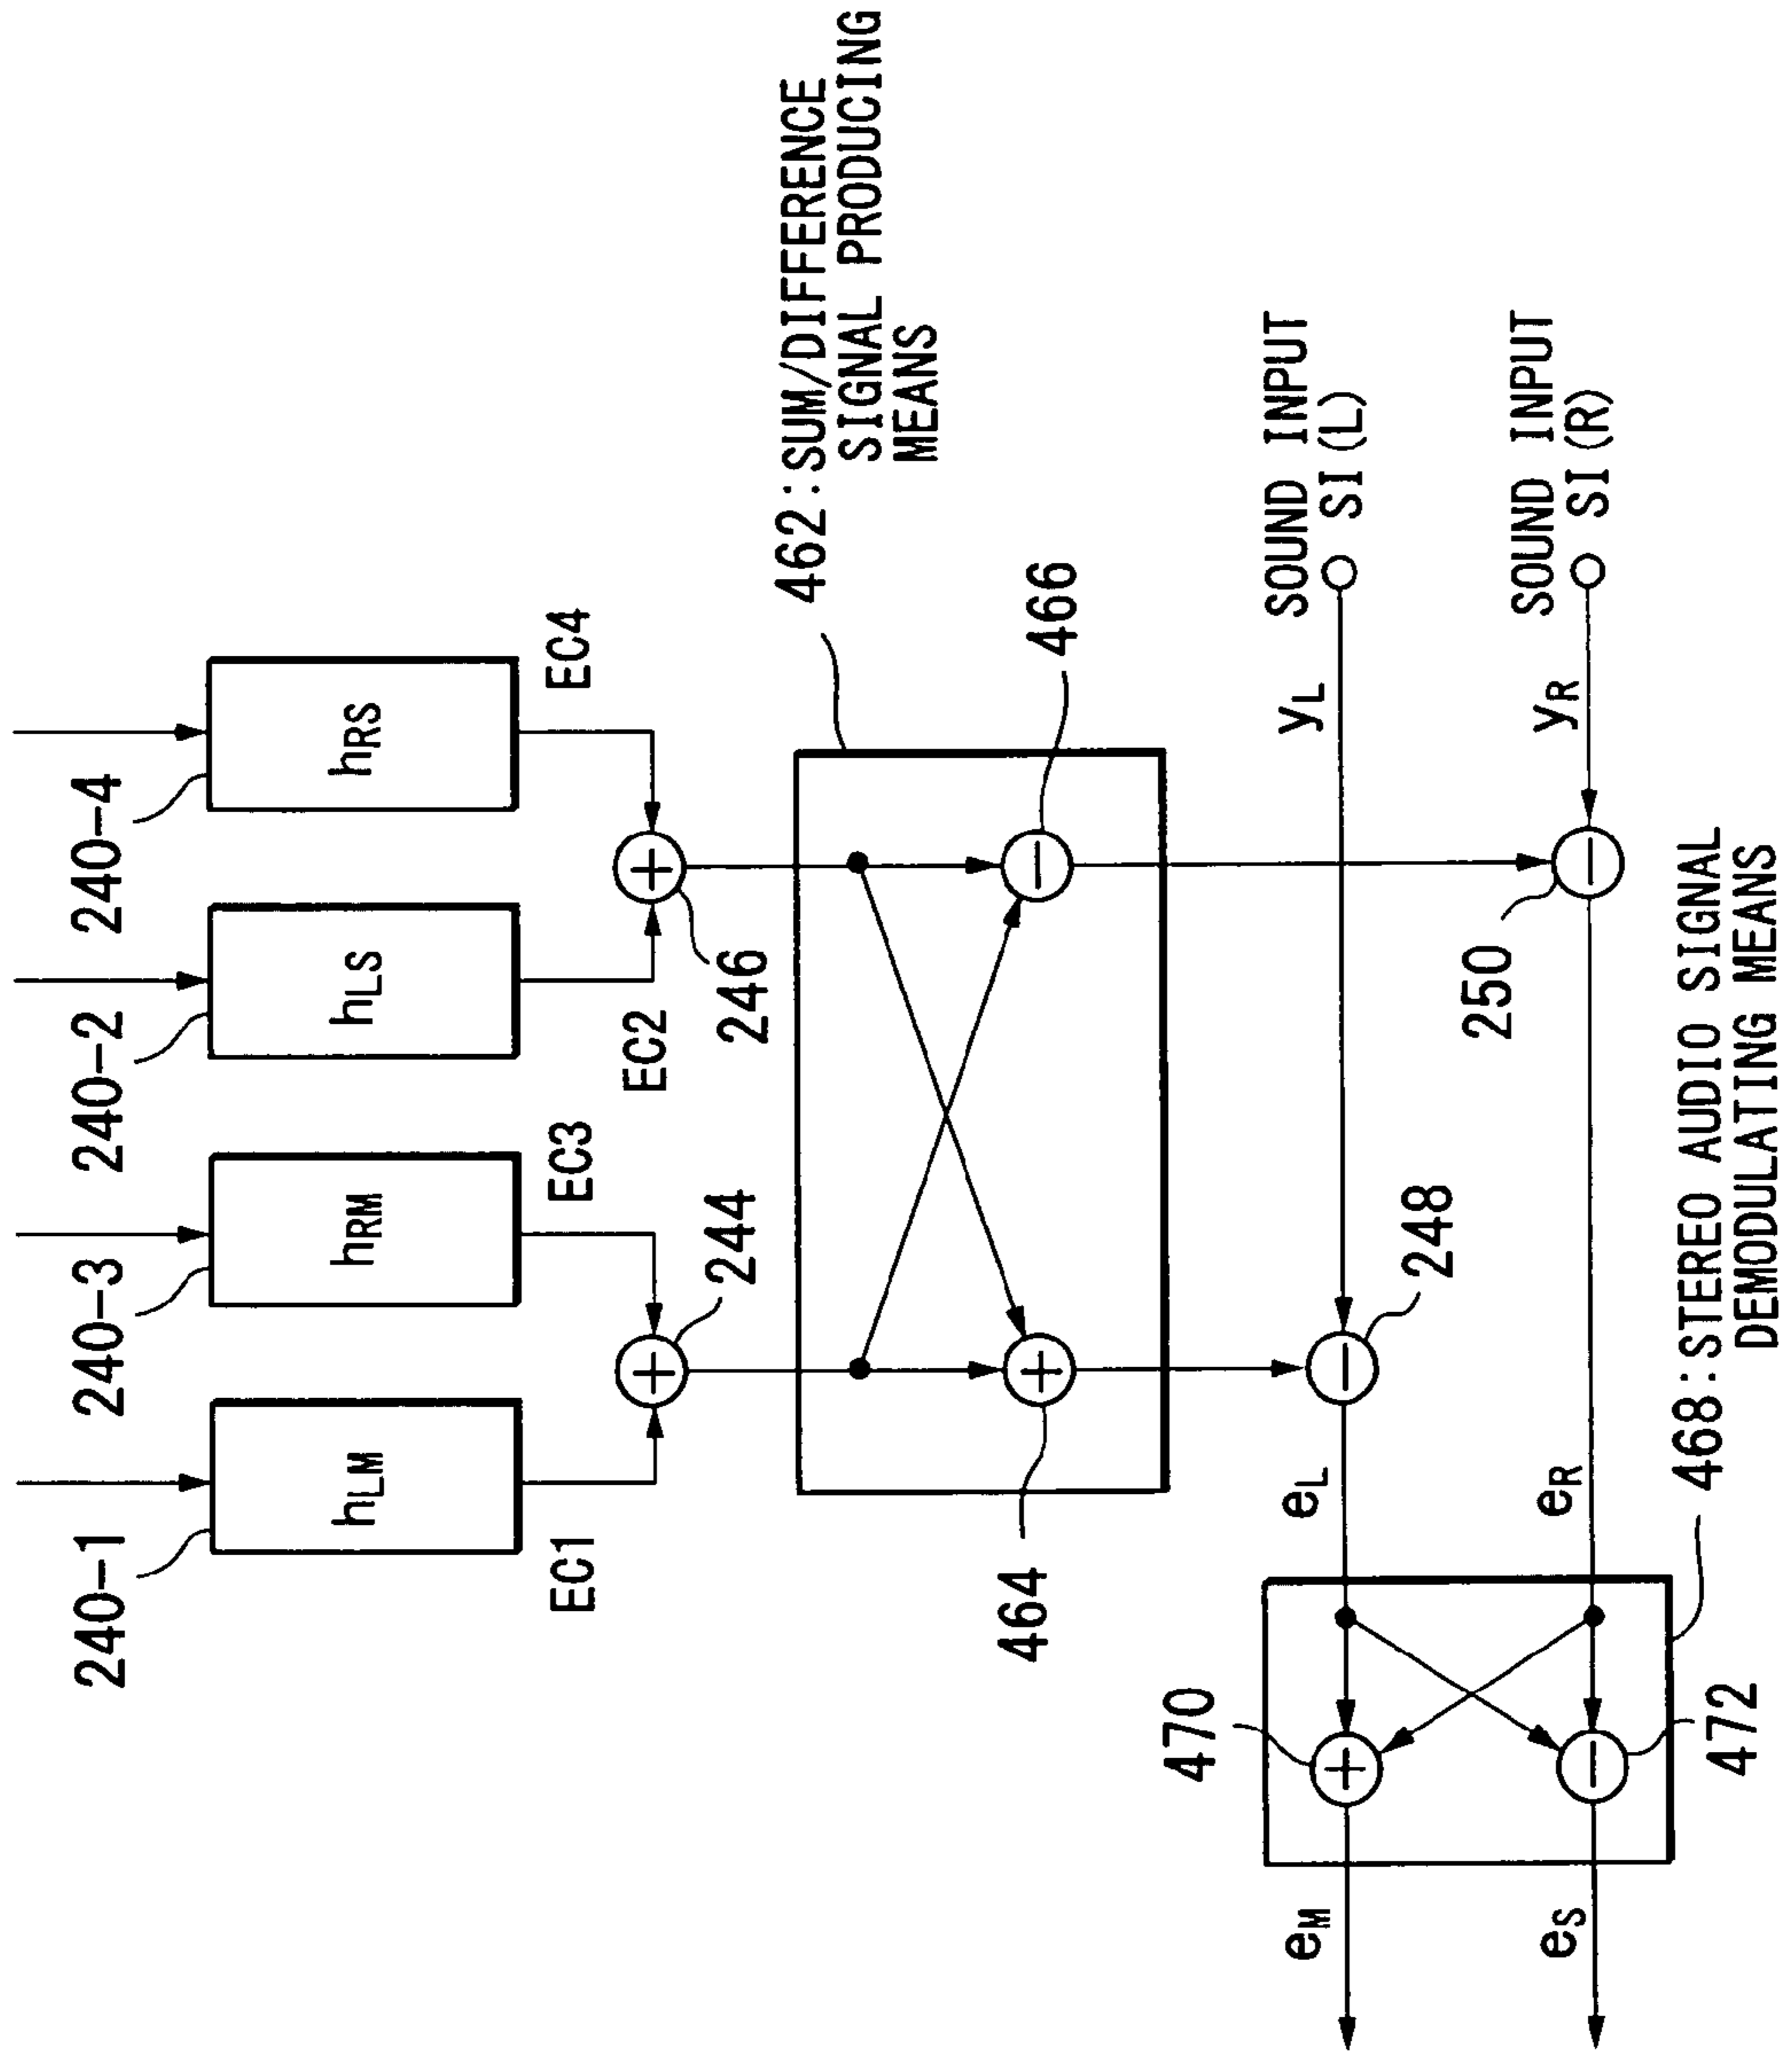 240-1
240-3
240-2
240-4
hLM
hRM
hLS
hRS
EC1
EC3
EC2
EC4
244
246
462:SUM/DIFFERENCE
SIGNAL PRODUCING
MEANS
464
466
SOUND INPUT
SI(L)
yL
248
eL
SOUND INPUT
SI(R)
yR
250
eR
470
472
eM
eS
468:STEREO AUDIO SIGNAL
DEMODULATING MEANS